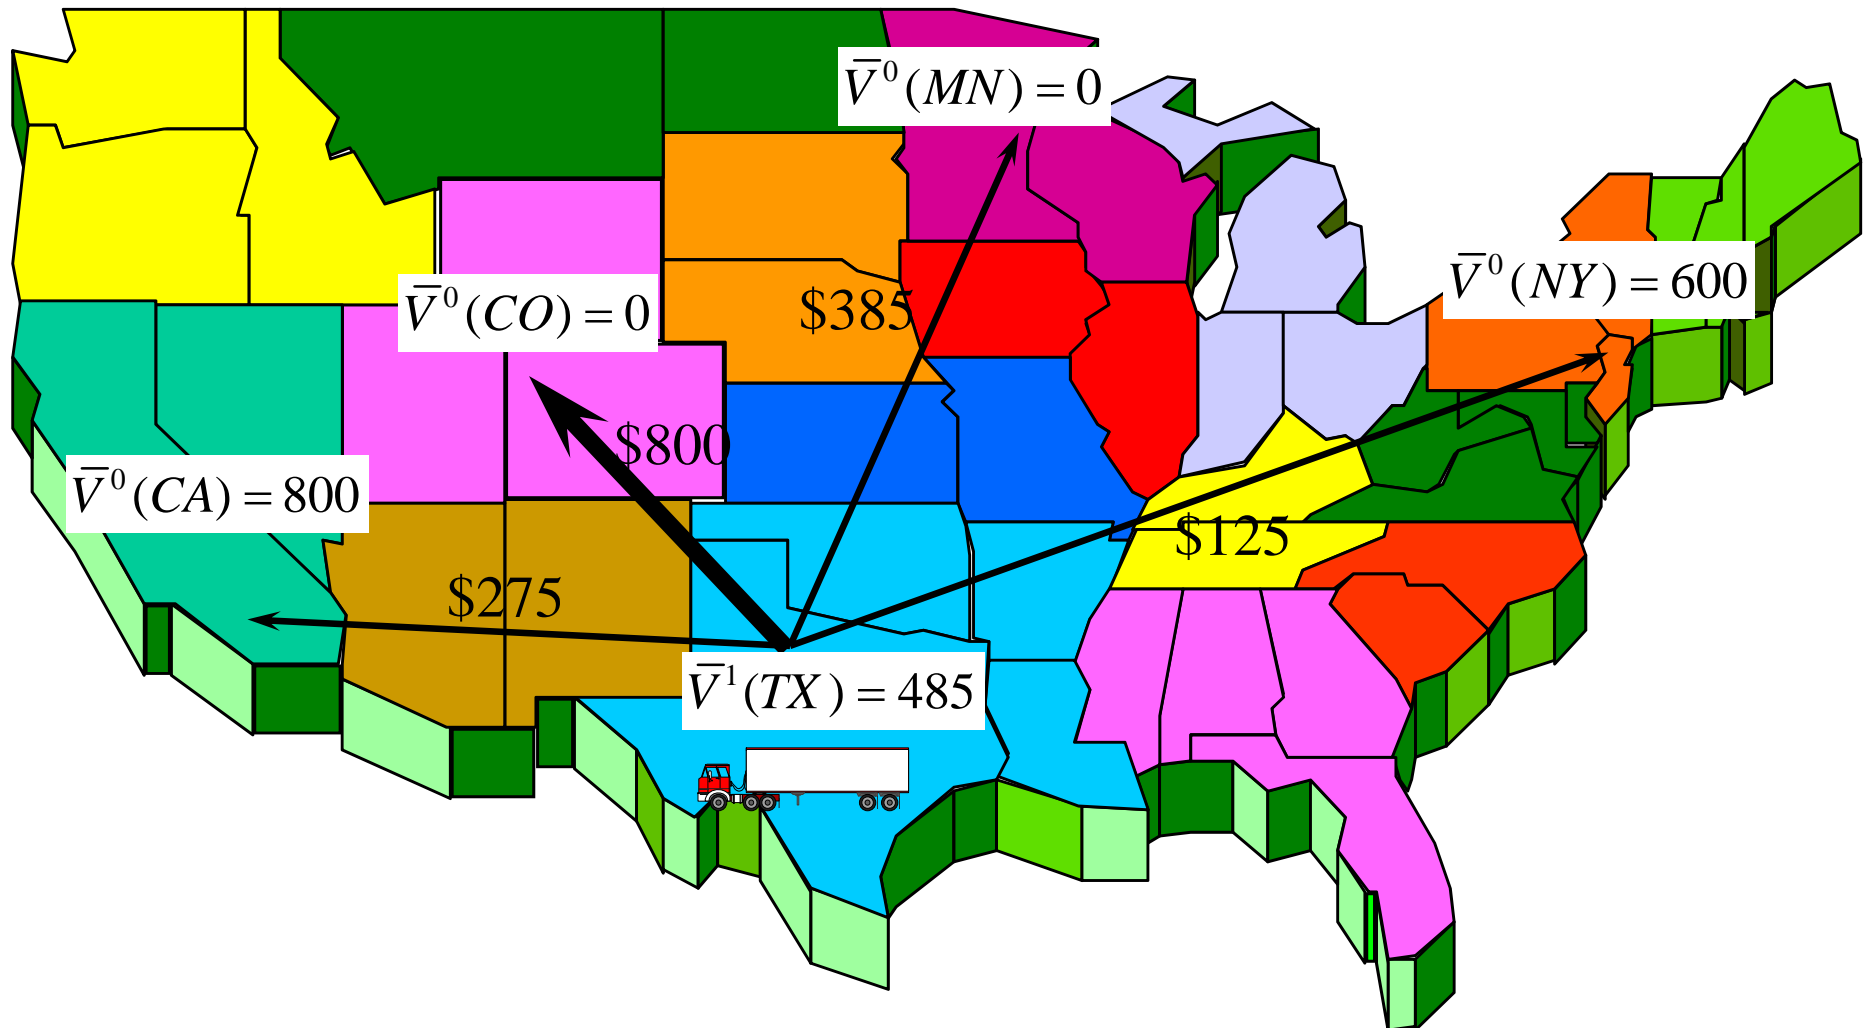 V̅⁰(MN) = 0
V̅⁰(NY) = 600
V̅⁰(CO) = 0
$385
$800
V̅⁰(CA) = 800
$125
$275
V̅¹(TX) = 485